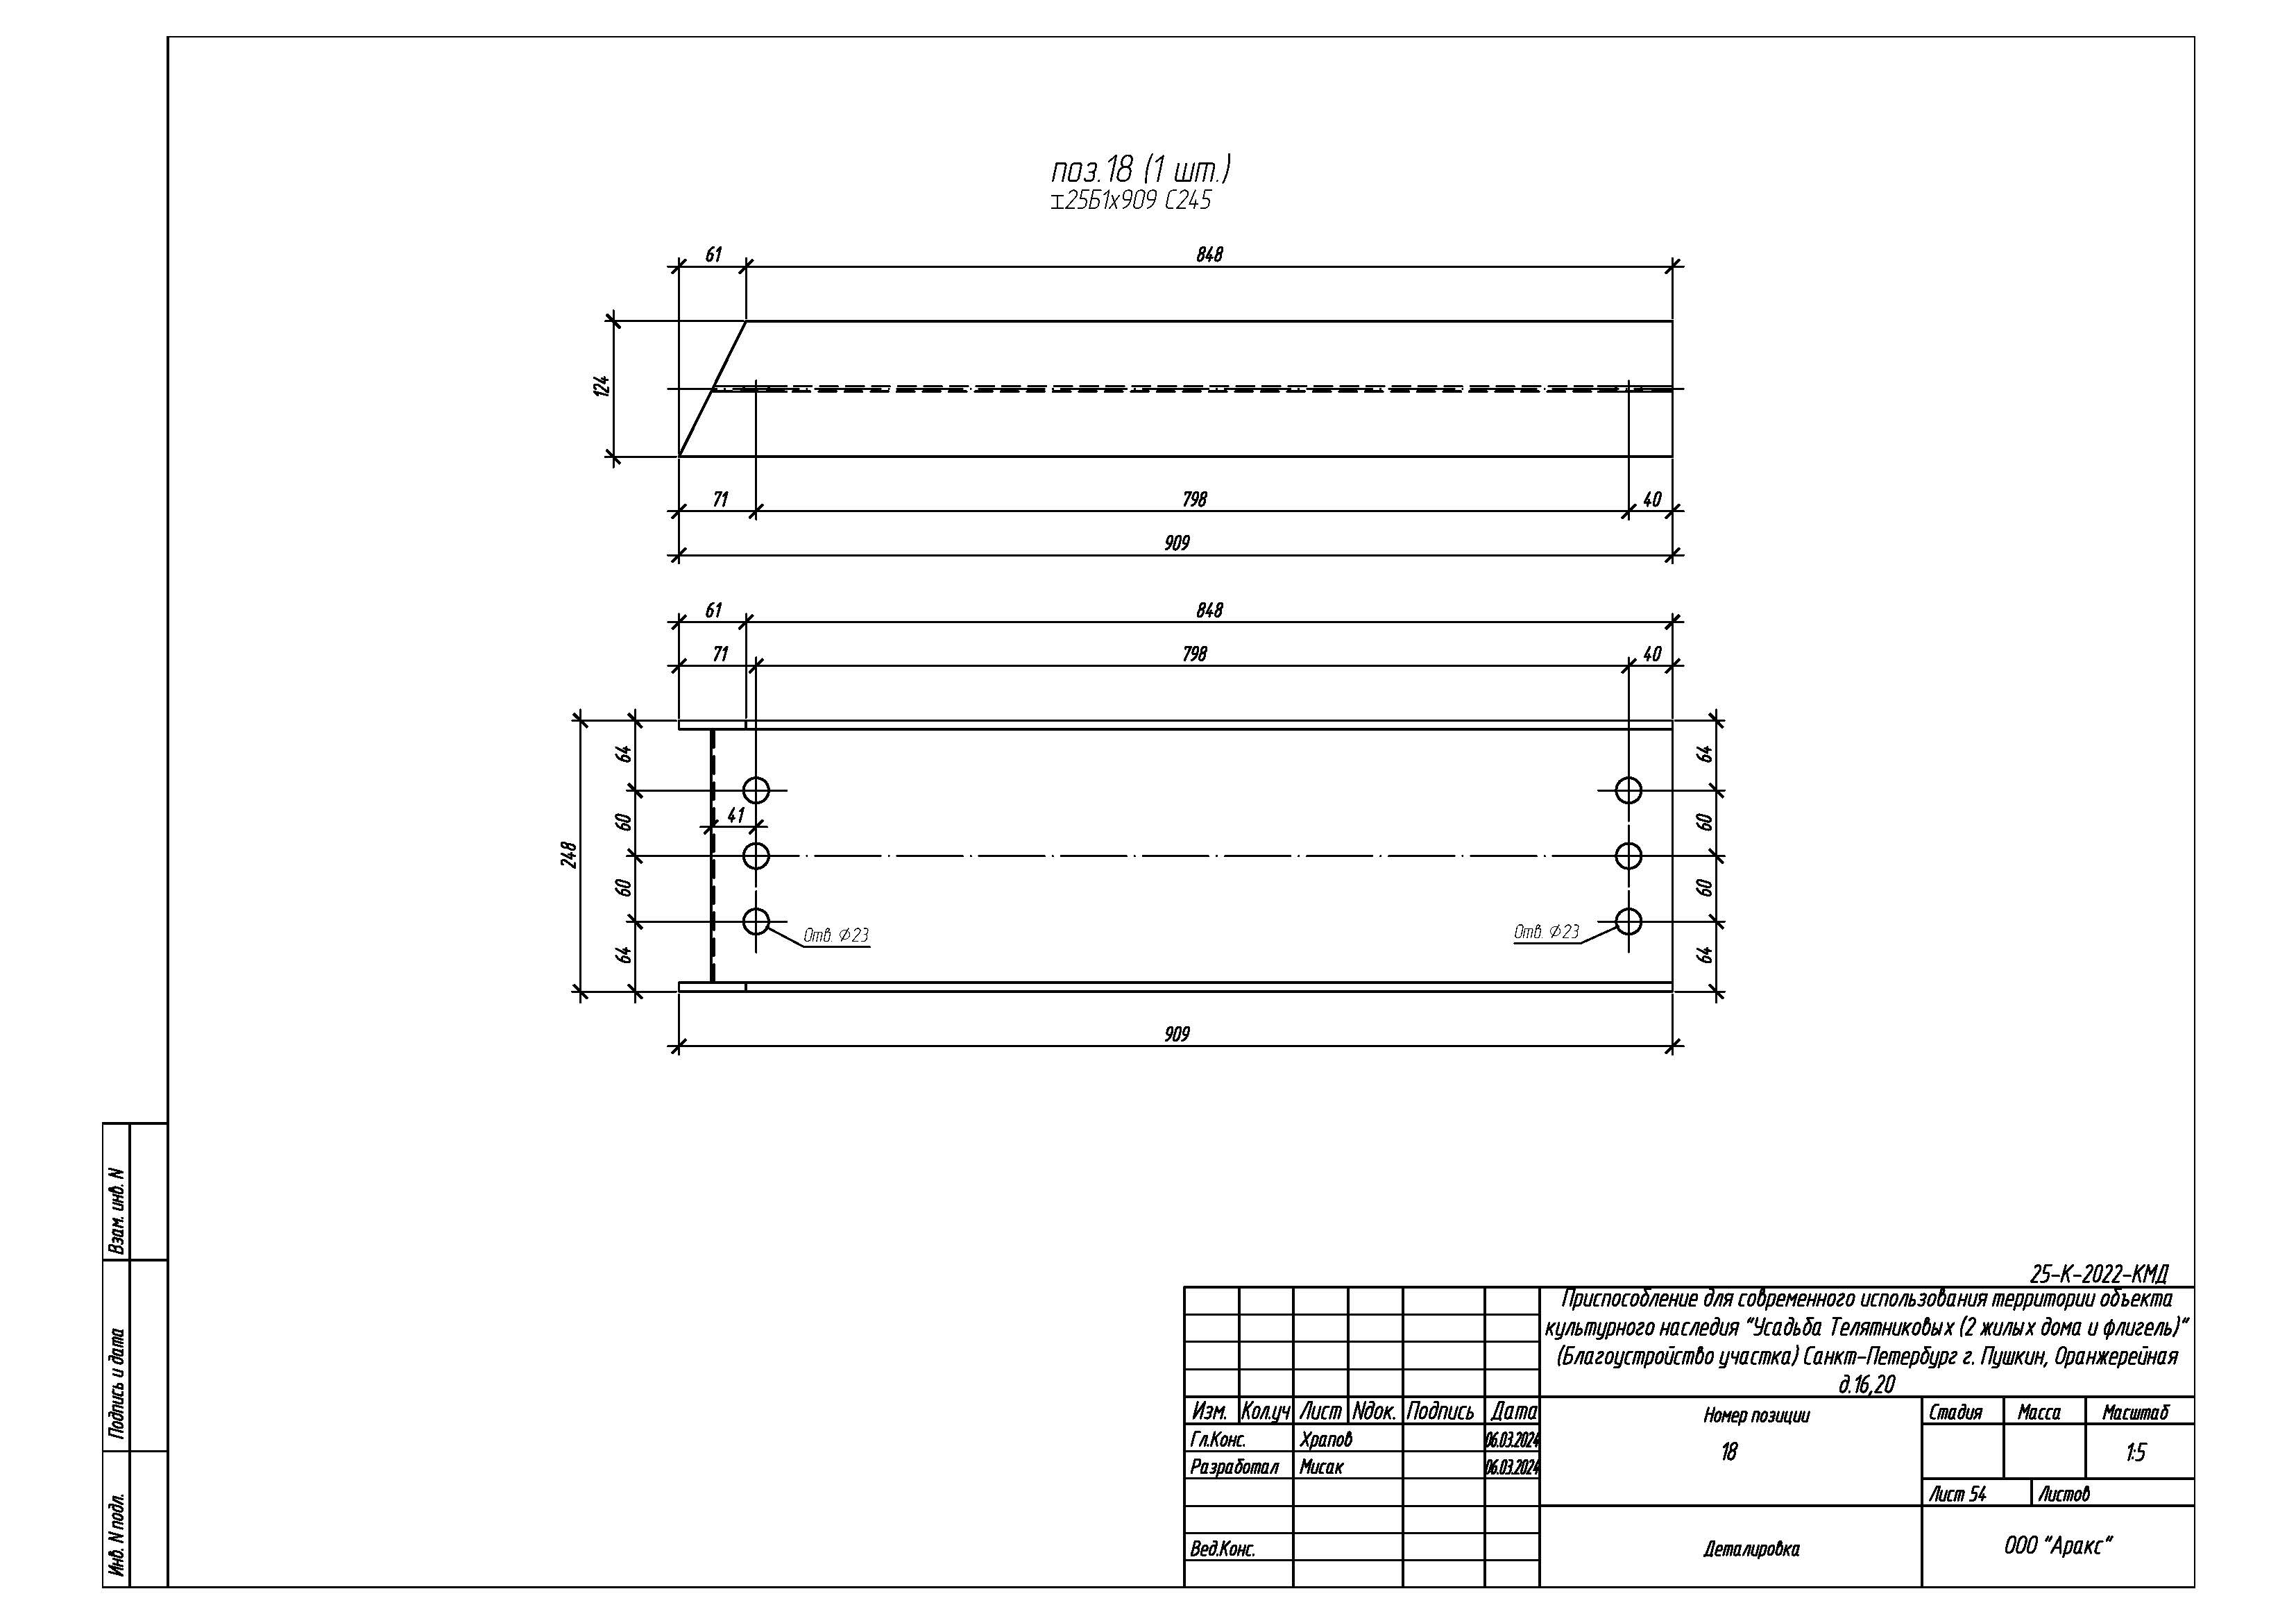 поз.18 (1 шт.)
⌶25Б1х909 С245
61
848
124
71
798
40
909
61
848
71
798
40
64
64
41
60
60
248
60
60
Отв. ⌀23
Отв. ⌀23
64
64
909
Взам. инв. N
Подпись и дата
Инв. N подл.
25-К-2022-КМД
Приспособление для современного использования территории объекта
культурного наследия "Усадьба Телятниковых (2 жилых дома и флигель)"
(Благоустройство участка) Санкт-Петербург г. Пушкин, Оранжерейная
д.16,20
Изм. Кол.уч Лист Nдок. Подпись Дата
Номер позиции
Стадия Масса Масштаб
Гл.Конс. Храпов 06.03.2024
18
1:5
Разработал Мисак 06.03.2024
Лист 54 Листов
Вед.Конс.
Деталировка
ООО "Аракс"